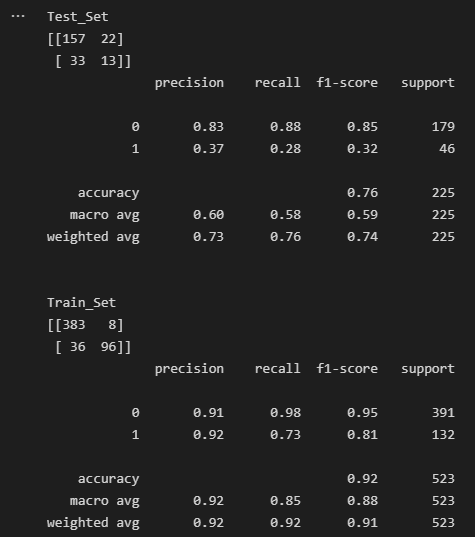 ... Test_Set
[[157 22]
[ 33 13]]
precision recall f1-score support
0 0.83 0.88 0.85 179
1 0.37 0.28 0.32 46
accuracy 0.76 225
macro avg 0.60 0.58 0.59 225
weighted avg 0.73 0.76 0.74 225
Train_Set
[[383 8]
[ 36 96]]
precision recall f1-score support
0 0.91 0.98 0.95 391
1 0.92 0.73 0.81 132
accuracy 0.92 523
macro avg 0.92 0.85 0.88 523
weighted avg 0.92 0.92 0.91 523